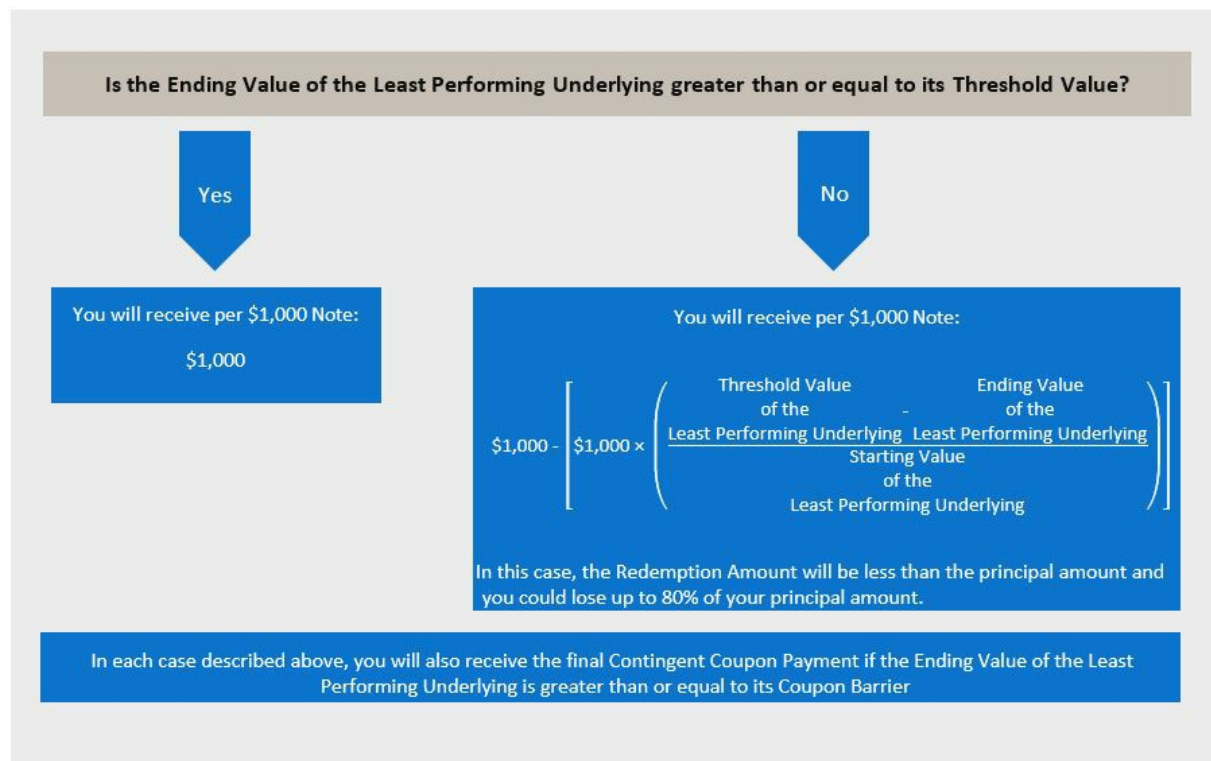 Is the Ending Value of the Least Performing Underlying greater than or equal to its Threshold Value?
Yes
No
You will receive per $1,000 Note:
$1,000
You will receive per $1,000 Note:
Threshold Value Ending Value
of the - of the
Least Performing Underlying Least Performing Underlying
$1,000 - [ $1,000 × ( ) ]
Starting Value
of the
Least Performing Underlying
In this case, the Redemption Amount will be less than the principal amount and
you could lose up to 80% of your principal amount.
In each case described above, you will also receive the final Contingent Coupon Payment if the Ending Value of the Least
Performing Underlying is greater than or equal to its Coupon Barrier